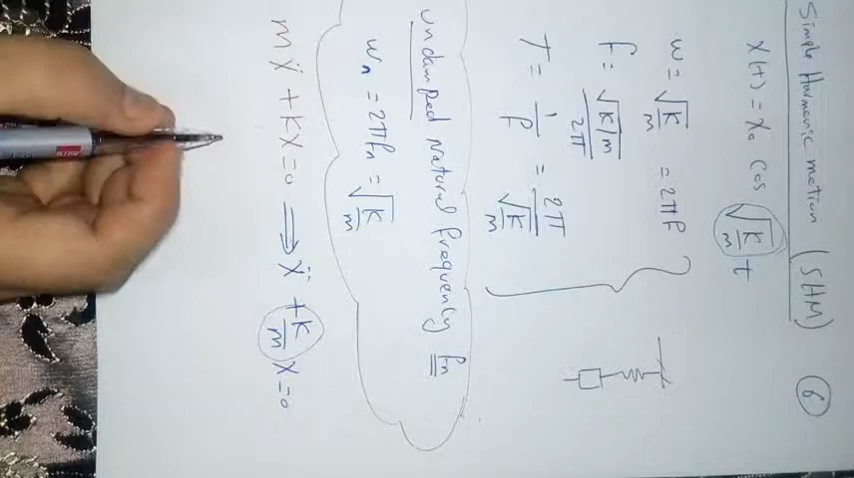 Simple Harmonic motion (SHM)
6
X(t) = X₀ Cos √(K/m) t
ω = √(K/m) = 2πf
f = √(K/m) / 2π
T = 1/f = 2π / √(K/m)
Undamped Natural frequenly fn
ωn = 2πfn = √(K/m)
mẍ + Kx = 0 ⇒ ẍ + K/m x = 0